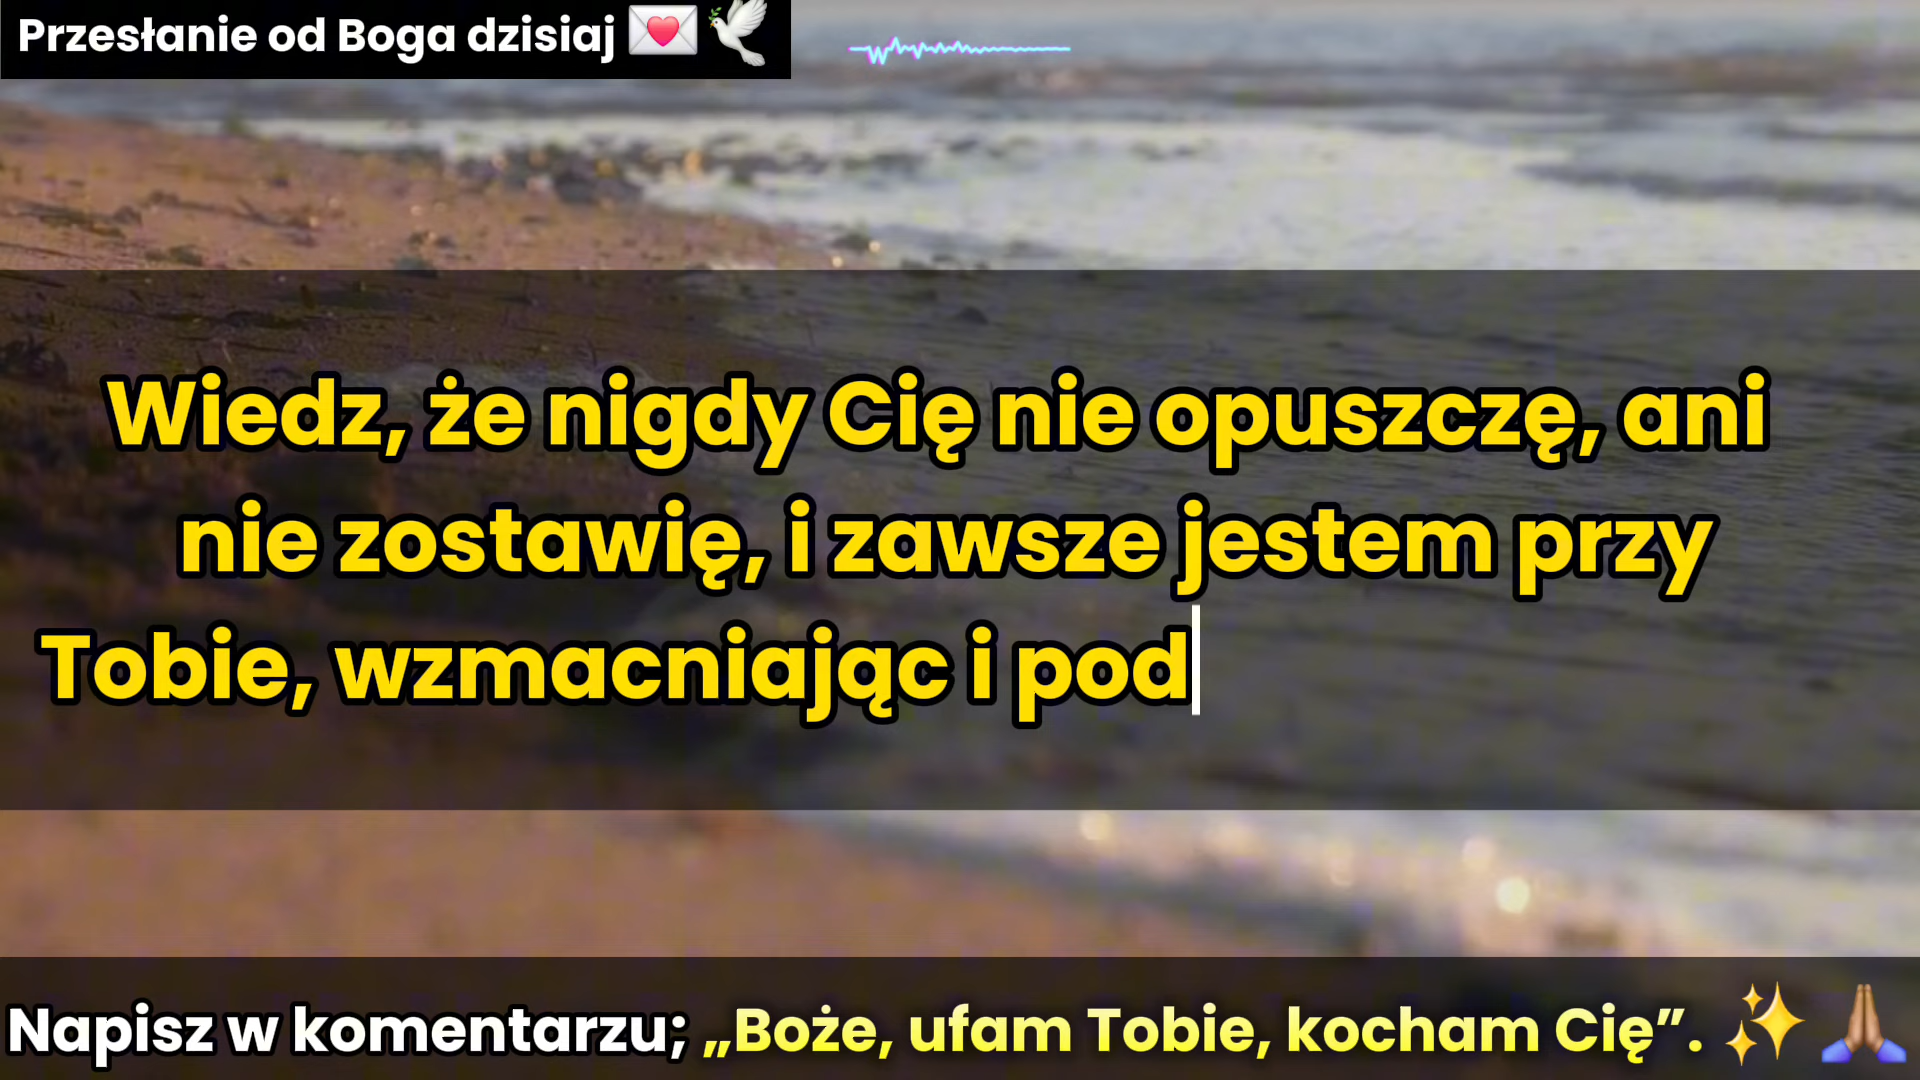 Przesłanie od Boga dzisiaj 💌 🕊️
Wiedz, że nigdy Cię nie opuszczę, ani
nie zostawię, i zawsze jestem przy
Tobie, wzmacniając i pod
Napisz w komentarzu; „Boże, ufam Tobie, kocham Cię”. ✨ 🙏🏽